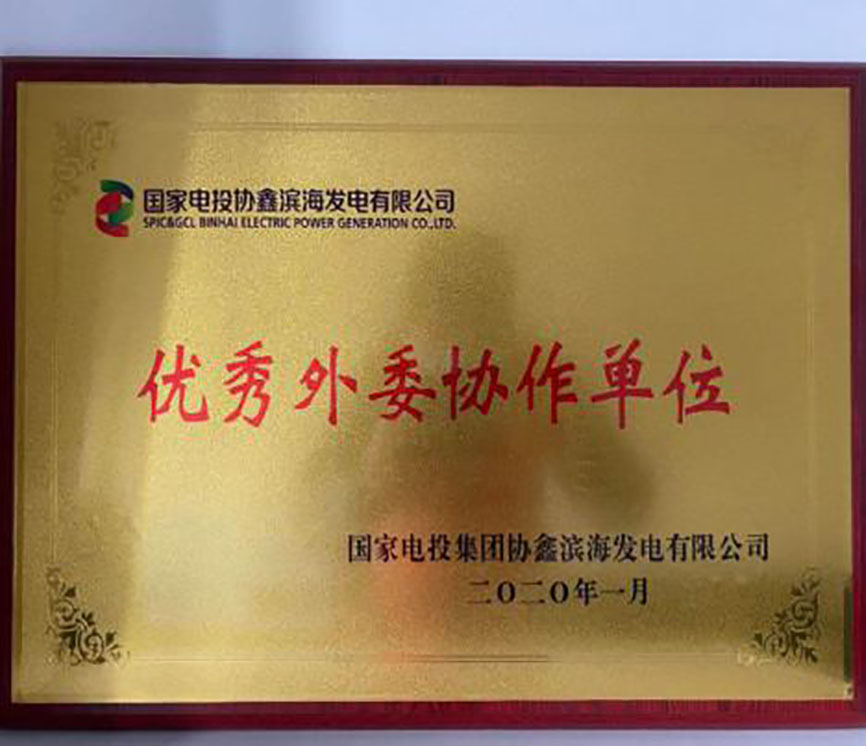 国家电投协鑫滨海发电有限公司
SPIC&GCL BINHAI ELECTRIC POWER GENERATION CO.,LTD.
优秀外委协作单位
国家电投集团协鑫滨海发电有限公司
二〇二〇年一月